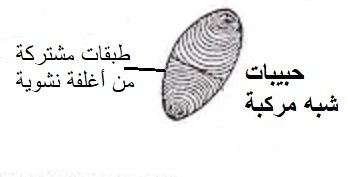 طبقات مشتركة
من أغلفة نشوية
حبيبات
شبه مركبة